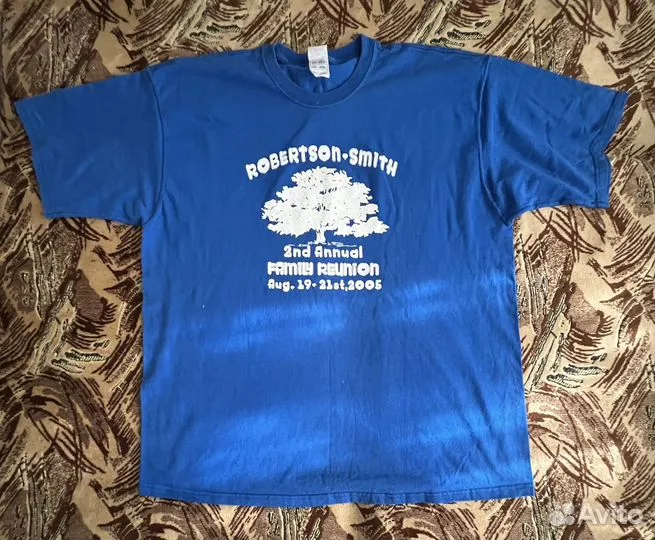 ROBERTSON-SMITH
2nd Annual
Family Reunion
Aug. 19-21st,2005
Avito